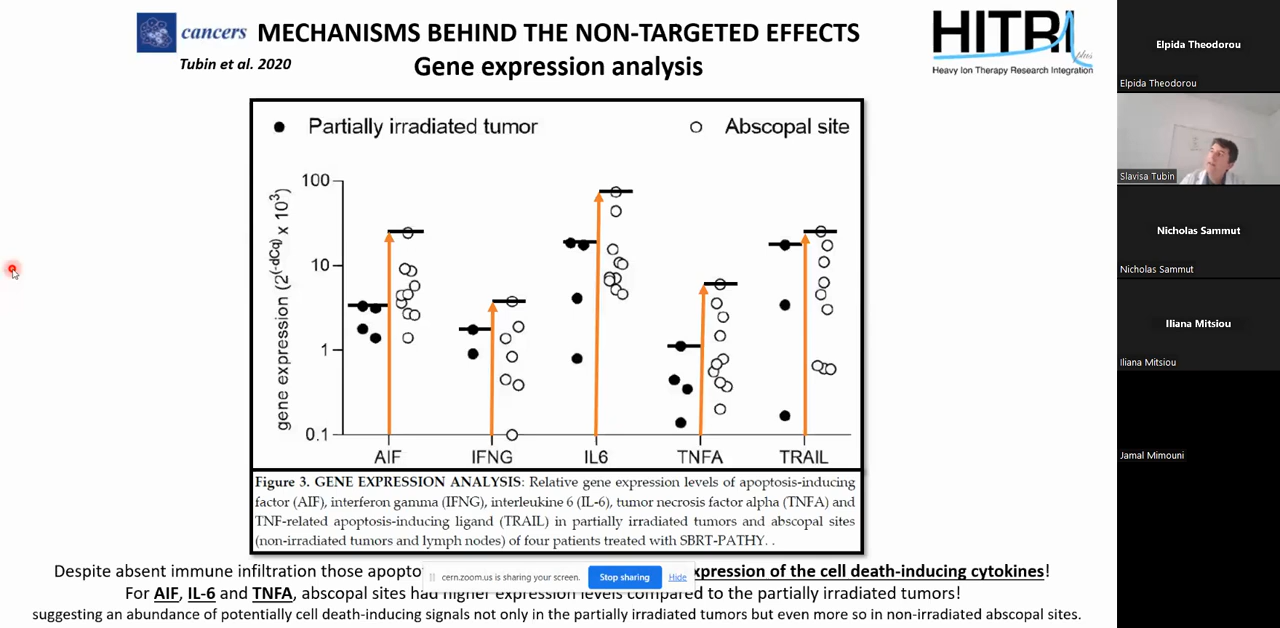 cancers
MECHANISMS BEHIND THE NON-TARGETED EFFECTS
Tubin et al. 2020
Gene expression analysis
HITRI plus
Heavy Ion Therapy Research Integration
Partially irradiated tumor
Abscopal site
gene expression (2^(-dCq) x 10^3)
100
10
1
0.1
AIF IFNG IL6 TNFA TRAIL
Figure 3. GENE EXPRESSION ANALYSIS: Relative gene expression levels of apoptosis-inducing
factor (AIF), interferon gamma (IFNG), interleukine 6 (IL-6), tumor necrosis factor alpha (TNFA) and
TNF-related apoptosis-inducing ligand (TRAIL) in partially irradiated tumors and abscopal sites
(non-irradiated tumors and lymph nodes) of four patients treated with SBRT-PATHY. .
Despite absent immune infiltration those apopto
xpression of the cell death-inducing cytokines!
cern.zoom.us is sharing your screen.
Stop sharing
Hide
For AIF, IL-6 and TNFA, abscopal sites had higher expression levels compared to the partially irradiated tumors!
suggesting an abundance of potentially cell death-inducing signals not only in the partially irradiated tumors but even more so in non-irradiated abscopal sites.
Elpida Theodorou
Elpida Theodorou
Slavisa Tubin
Nicholas Sammut
Nicholas Sammut
Iliana Mitsiou
Iliana Mitsiou
Jamal Mimouni